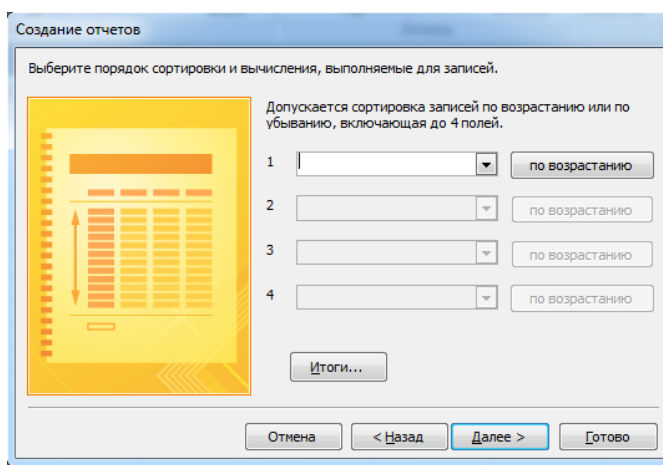 Создание отчетов
Выберите порядок сортировки и вычисления, выполняемые для записей.
Допускается сортировка записей по возрастанию или по
убыванию, включающая до 4 полей.
1 по возрастанию
2 по возрастанию
3 по возрастанию
4 по возрастанию
Итоги...
Отмена < Назад Далее > Готово